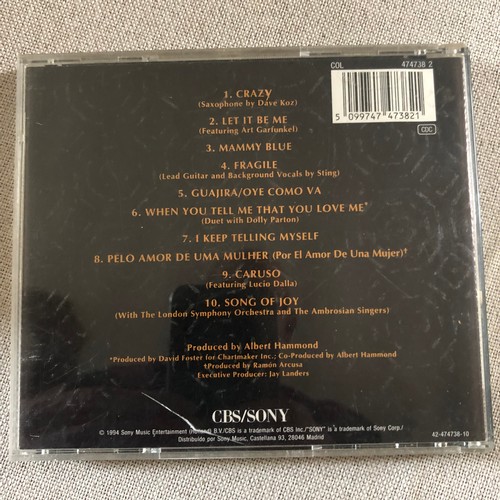 COL 474738 2
5 099747 473821
CDC
1. CRAZY
(Saxophone by Dave Koz)
2. LET IT BE ME
(Featuring Art Garfunkel)
3. MAMMY BLUE
4. FRAGILE
(Lead Guitar and Background Vocals by Sting)
5. GUAJIRA/OYE COMO VA
6. WHEN YOU TELL ME THAT YOU LOVE ME*
(Duet with Dolly Parton)
7. I KEEP TELLING MYSELF
8. PELO AMOR DE UMA MULHER (Por El Amor De Una Mujer)†
9. CARUSO
(Featuring Lucio Dalla)
10. SONG OF JOY
(With The London Symphony Orchestra and The Ambrosian Singers)
Produced by Albert Hammond
*Produced by David Foster for Chartmaker Inc.; Co-Produced by Albert Hammond
†Produced by Ramón Arcusa
Executive Producer: Jay Landers
CBS/SONY
© 1994 Sony Music Entertainment (Holland) B.V./CBS is a trademark of CBS Inc./"SONY" is a trademark of Sony Corp./
Distribuido por Sony Music, Castellana 93, 28046 Madrid
42-474738-10